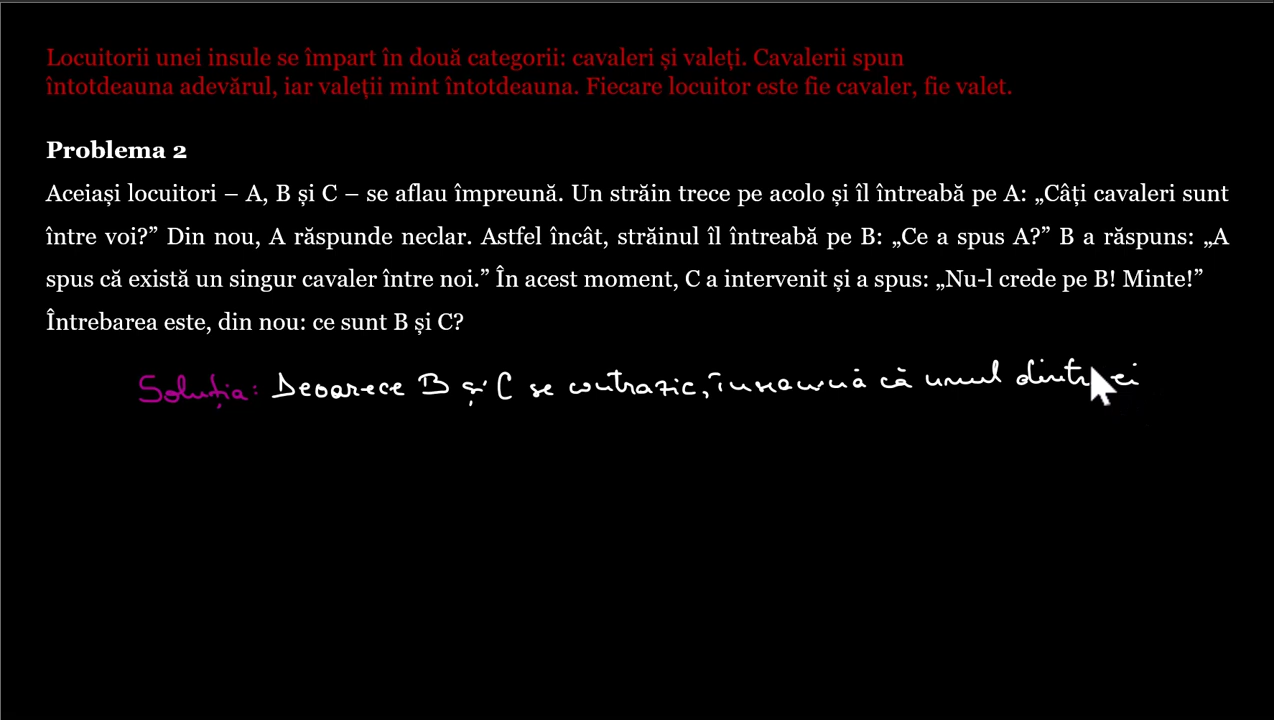 Locuitorii unei insule se împart în două categorii: cavaleri și valeți. Cavalerii spun
întotdeauna adevărul, iar valeții mint întotdeauna. Fiecare locuitor este fie cavaler, fie valet.
Problema 2
Aceiași locuitori – A, B și C – se aflau împreună. Un străin trece pe acolo și îl întreabă pe A: „Câți cavaleri sunt
între voi?” Din nou, A răspunde neclar. Astfel încât, străinul îl întreabă pe B: „Ce a spus A?” B a răspuns: „A
spus că există un singur cavaler între noi.” În acest moment, C a intervenit și a spus: „Nu-l crede pe B! Minte!”
Întrebarea este, din nou: ce sunt B și C?
Soluția: Deoarece B și C se contrazic, înseamnă că unul dintre ei